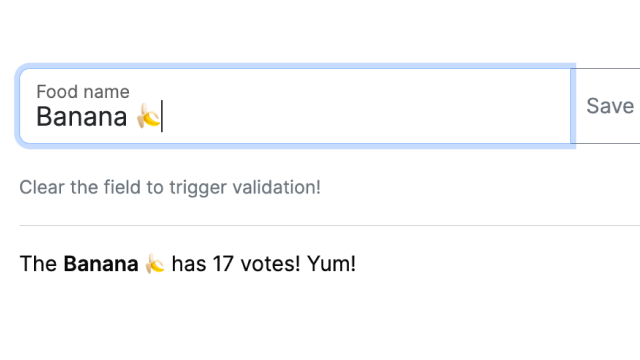 Food name
Banana 🍌
Save
Clear the field to trigger validation!
The Banana 🍌 has 17 votes! Yum!